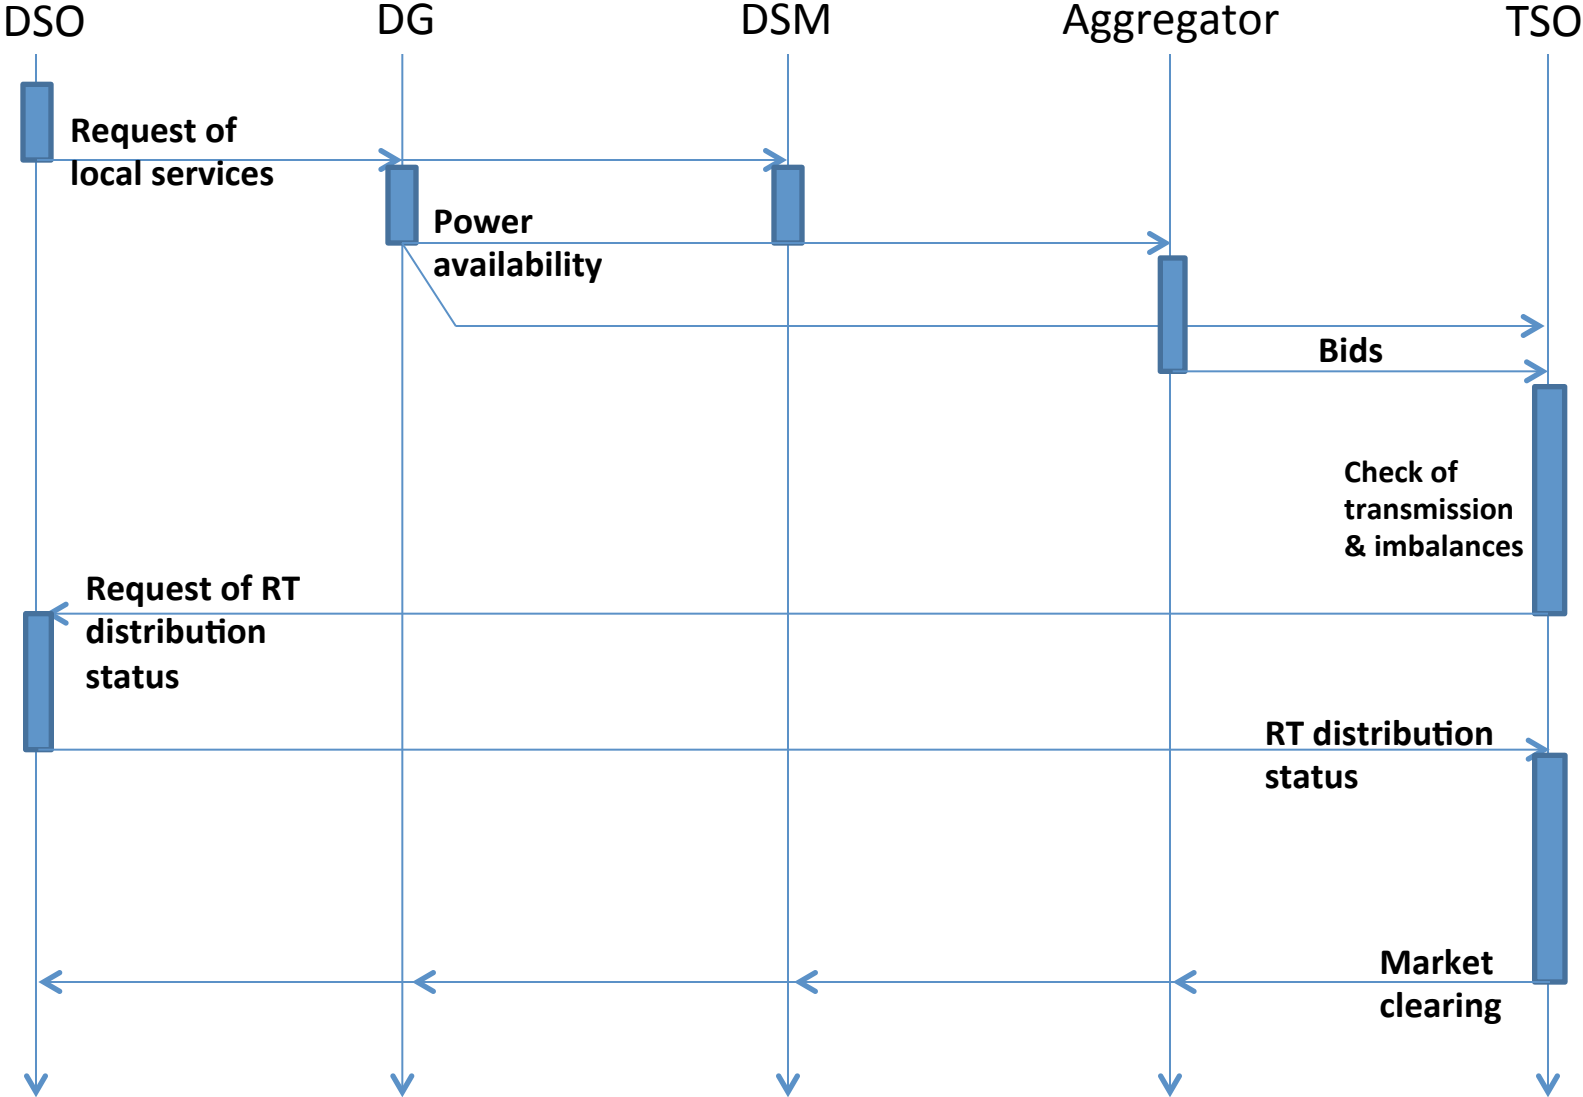 DSO DG DSM Aggregator TSO
Request of
local services
Power
availability
Bids
Check of
transmission
& imbalances
Request of RT
distribution
status
RT distribution
status
Market
clearing